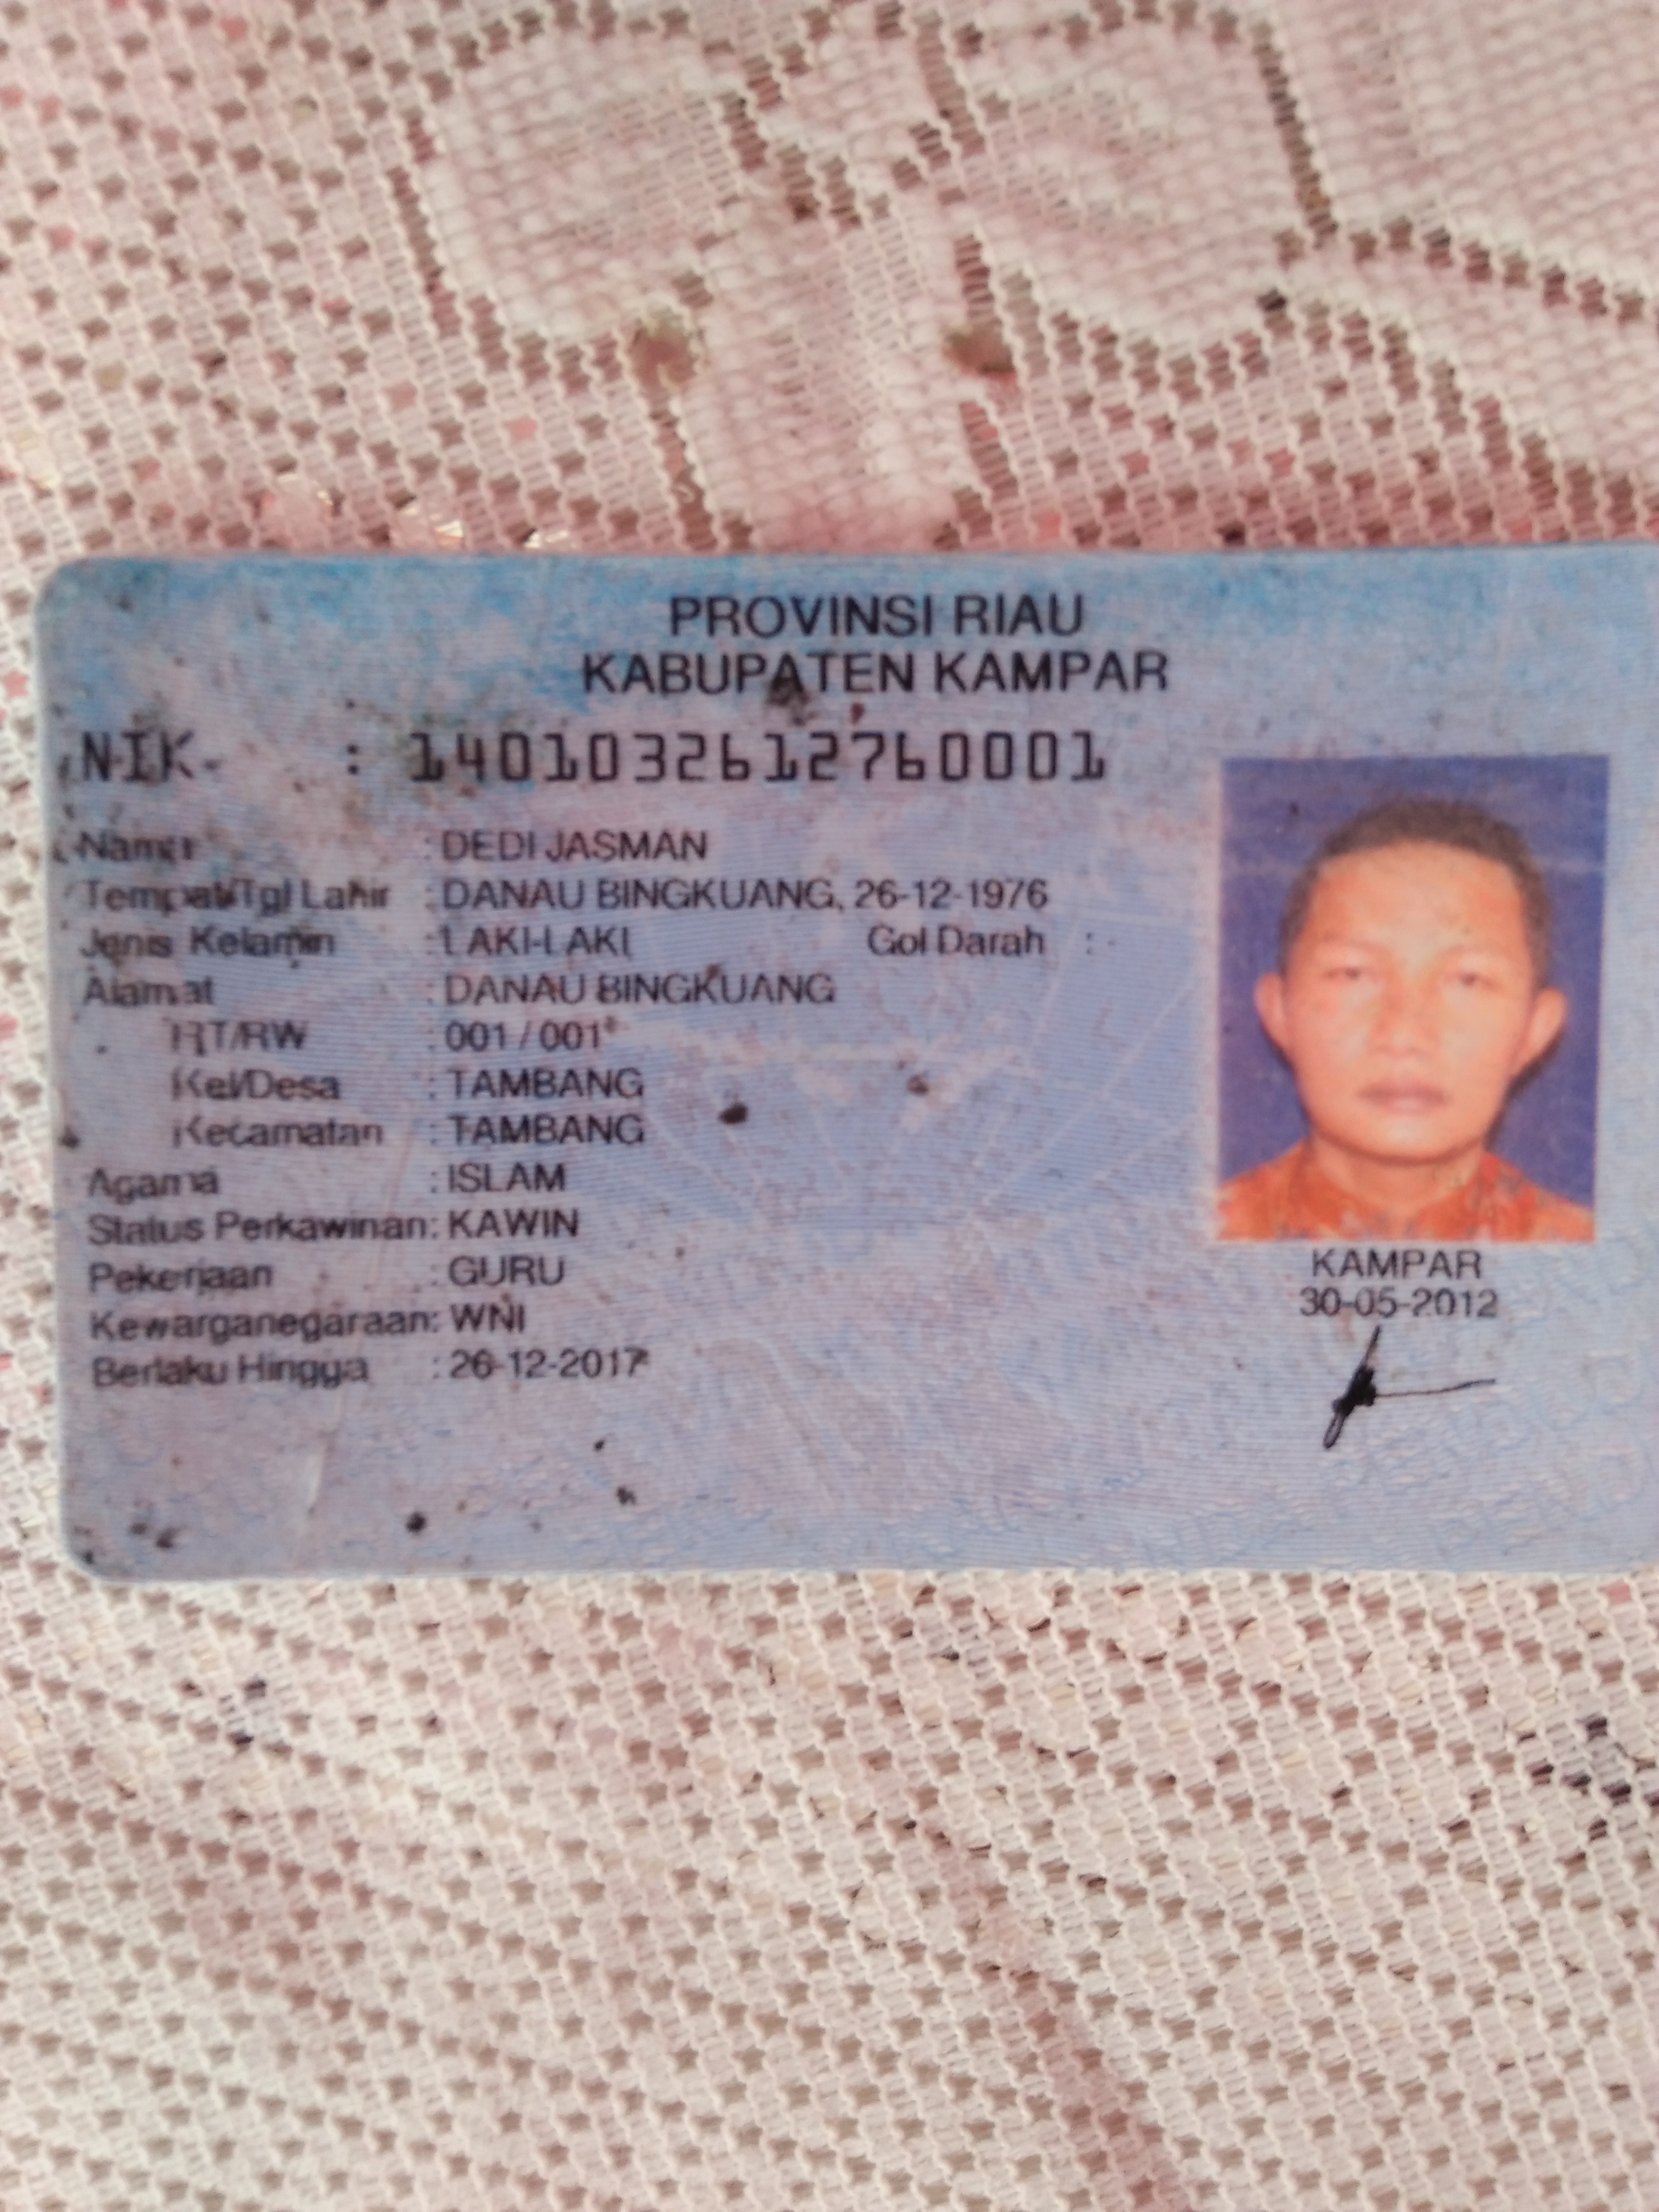 PROVINSI RIAU
KABUPATEN KAMPAR
NIK : 1401032612760001
Nama : DEDI JASMAN
Tempat/Tgl Lahir : DANAU BINGKUANG, 26-12-1976
Jenis Kelamin : LAKI-LAKI Gol Darah : -
Alamat : DANAU BINGKUANG
RT/RW : 001 / 001
Kel/Desa : TAMBANG
Kecamatan : TAMBANG
Agama : ISLAM
Status Perkawinan : KAWIN
Pekerjaan : GURU
Kewarganegaraan : WNI
Berlaku Hingga : 26-12-2017
KAMPAR
30-05-2012